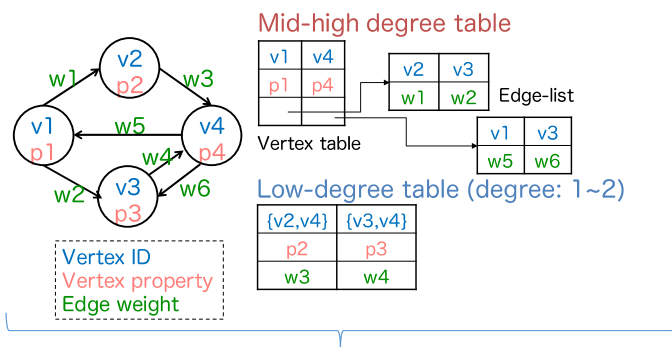 v2
p2
w1
w3
v1
p1
w5
v4
p4
w4
w2
v3
p3
w6
Vertex ID
Vertex property
Edge weight
Mid-high degree table
v1 v4
p1 p4
Vertex table
v2 v3
w1 w2
Edge-list
v1 v3
w5 w6
Low-degree table (degree: 1~2)
{v2,v4} {v3,v4}
p2 p3
w3 w4